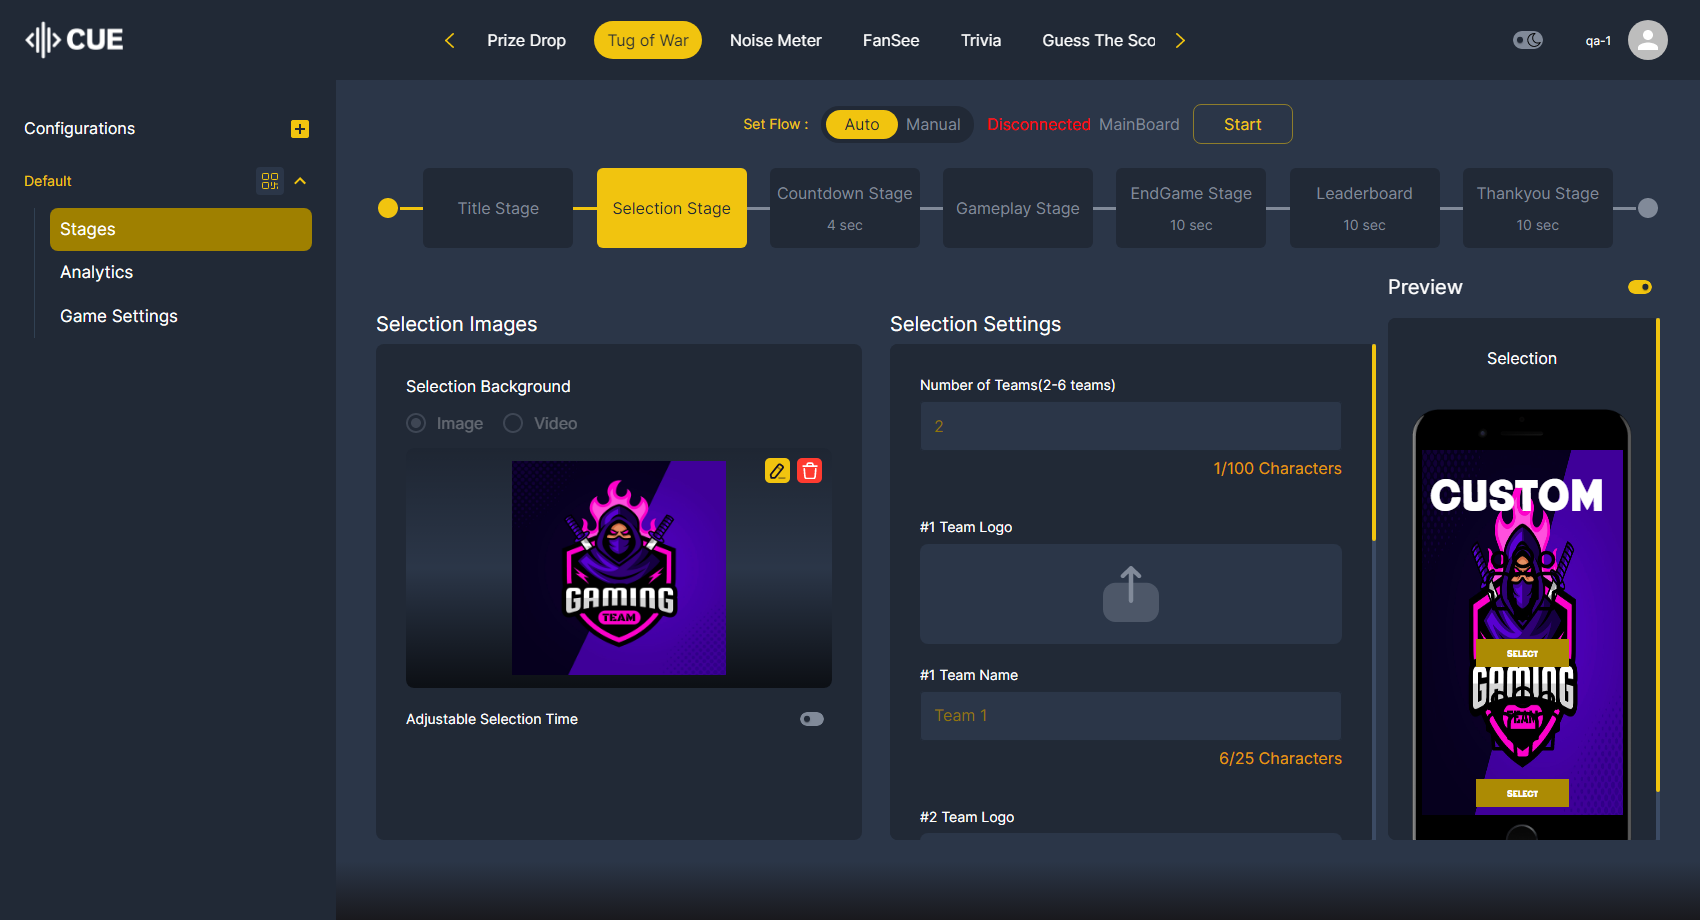 CUE
Prize Drop
Tug of War
Noise Meter
FanSee
Trivia
Guess The Sco
qa-1
Configurations
Default
Stages
Analytics
Game Settings
Set Flow :
Auto
Manual
Disconnected MainBoard
Start
Title Stage
Selection Stage
Countdown Stage
4 sec
Gameplay Stage
EndGame Stage
10 sec
Leaderboard
10 sec
Thankyou Stage
10 sec
Selection Images
Selection Background
Image
Video
GAMING
TEAM
Adjustable Selection Time
Selection Settings
Number of Teams(2-6 teams)
2
1/100 Characters
#1 Team Logo
#1 Team Name
Team 1
6/25 Characters
#2 Team Logo
Preview
Selection
CUSTOM
SELECT
GAMING
TEAM
SELECT